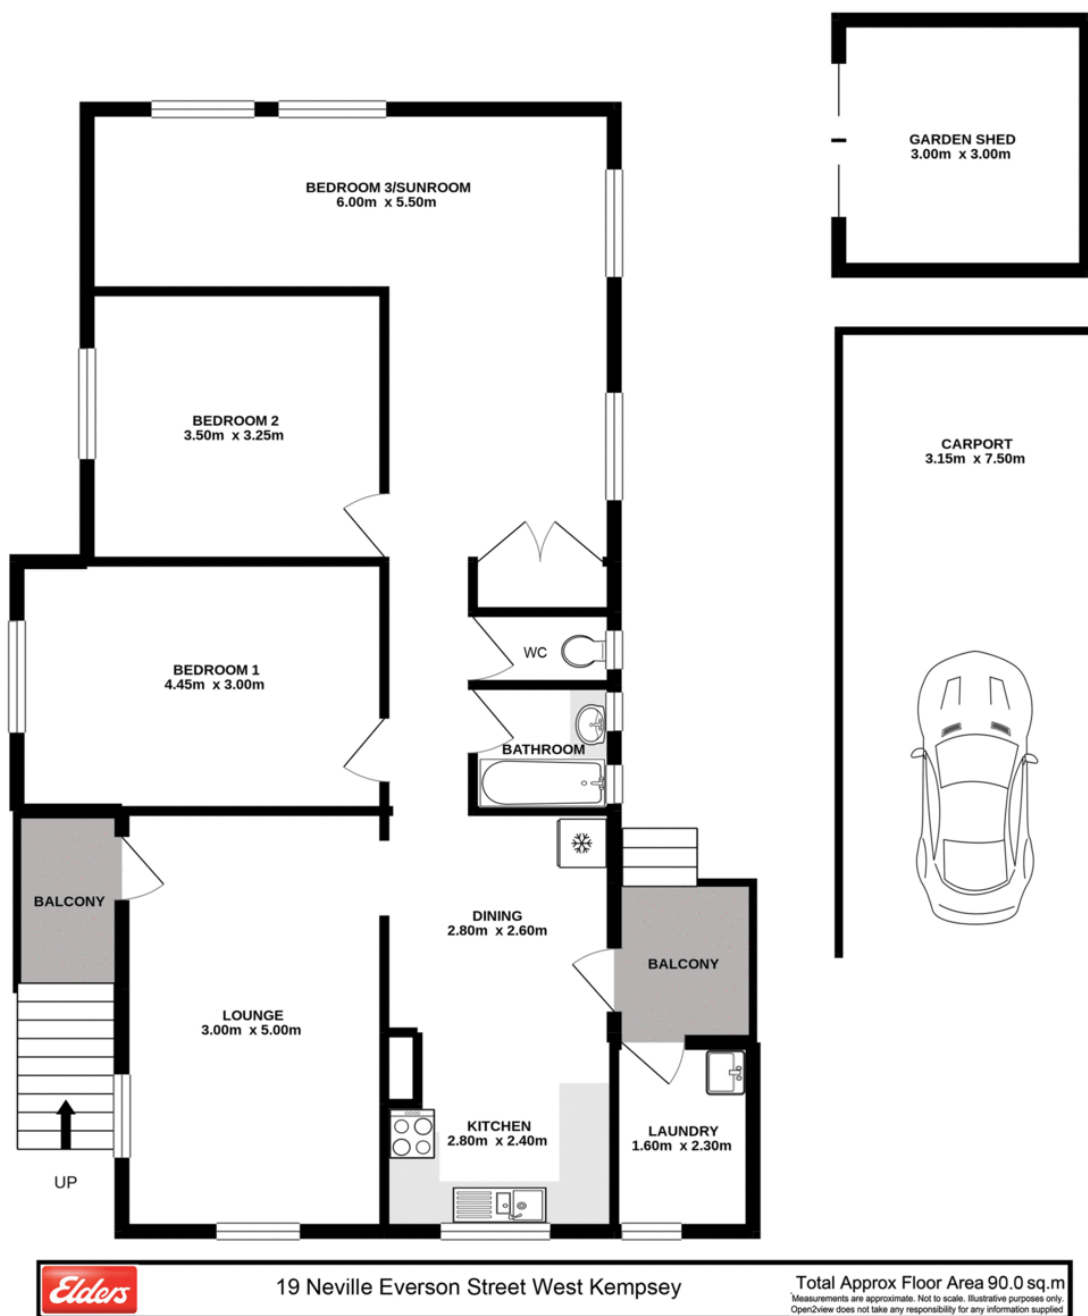 GARDEN SHED
3.00m x 3.00m
BEDROOM 3/SUNROOM
6.00m x 5.50m
BEDROOM 2
3.50m x 3.25m
CARPORT
3.15m x 7.50m
WC
BEDROOM 1
4.45m x 3.00m
BATHROOM
BALCONY
DINING
2.80m x 2.60m
BALCONY
LOUNGE
3.00m x 5.00m
KITCHEN
2.80m x 2.40m
LAUNDRY
1.60m x 2.30m
UP
Elders
19 Neville Everson Street West Kempsey
Total Approx Floor Area 90.0 sq.m
Measurements are approximate. Not to scale. Illustrative purposes only.
Open2view does not take any responsibility for any information supplied